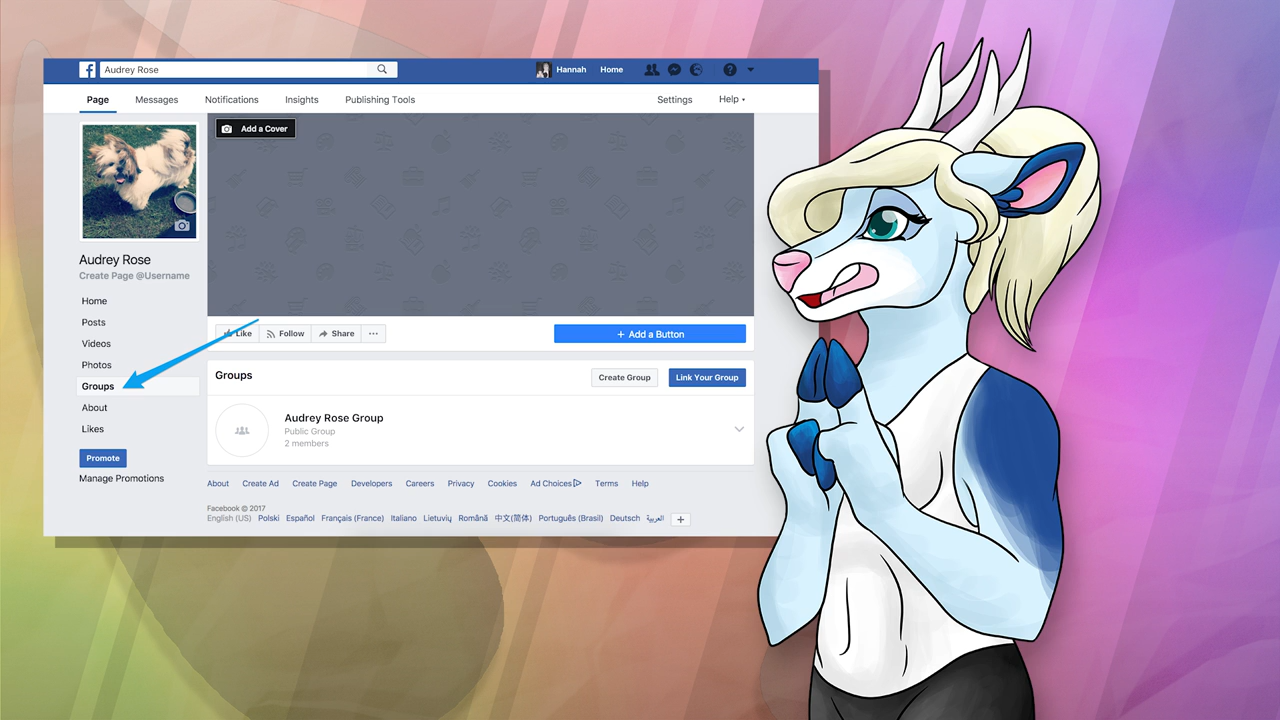 f Audrey Rose Hannah Home ?
Page Messages Notifications Insights Publishing Tools Settings Help
Add a Cover
Audrey Rose
Create Page @Username
Home
Posts
Videos
Photos
Groups
About
Likes
Promote
Manage Promotions
Like Follow Share ... + Add a Button
Groups Create Group Link Your Group
Audrey Rose Group
Public Group
2 members
About Create Ad Create Page Developers Careers Privacy Cookies Ad Choices Terms Help
Facebook © 2017
English (US) Polski Español Français (France) Italiano Lietuvių Română 中文(简体) Português (Brasil) Deutsch العربية +